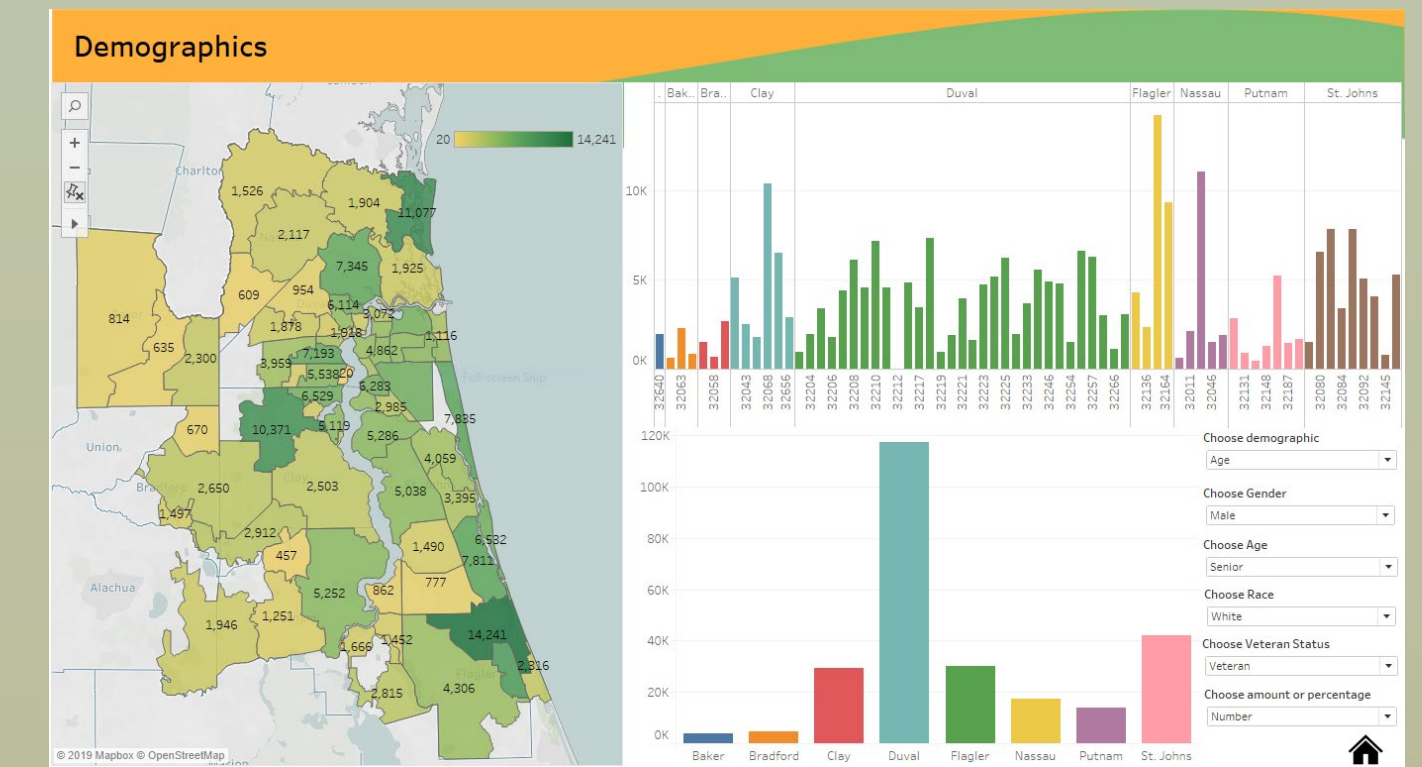 Demographics
20 14,241
Charlto
1,526
1,904
11,077
2,117
7,345
1,925
609
954
6,114
3,072
814
1,878
1,918
1,116
635
2,300
3,959
7,193
4,862
5,538
20
6,283
6,529
2,985
Full-screen Snip
670
10,371
5,119
5,286
7,835
Union
4,059
2,650
Clay
2,503
5,038
3,395
1,497
2,912
6,532
457
1,490
7,811
Alachua
5,252
862
777
1,946
1,251
1,666
1,452
14,241
2,316
Flagler
2,815
4,306
© 2019 Mapbox © OpenStreetMap
. Bak.. Bra.. Clay Duval Flagler Nassau Putnam St. Johns
10K
5K
0K
32640 32063 32058 32043 32068 32656 32204 32206 32208 32210 32212 32217 32219 32221 32223 32225 32233 32246 32254 32257 32266 32136 32164 32011 32046 32131 32148 32187 32080 32084 32092 32145
120K
100K
80K
60K
40K
20K
0K
Baker Bradford Clay Duval Flagler Nassau Putnam St. Johns
Choose demographic
Age
Choose Gender
Male
Choose Age
Senior
Choose Race
White
Choose Veteran Status
Veteran
Choose amount or percentage
Number